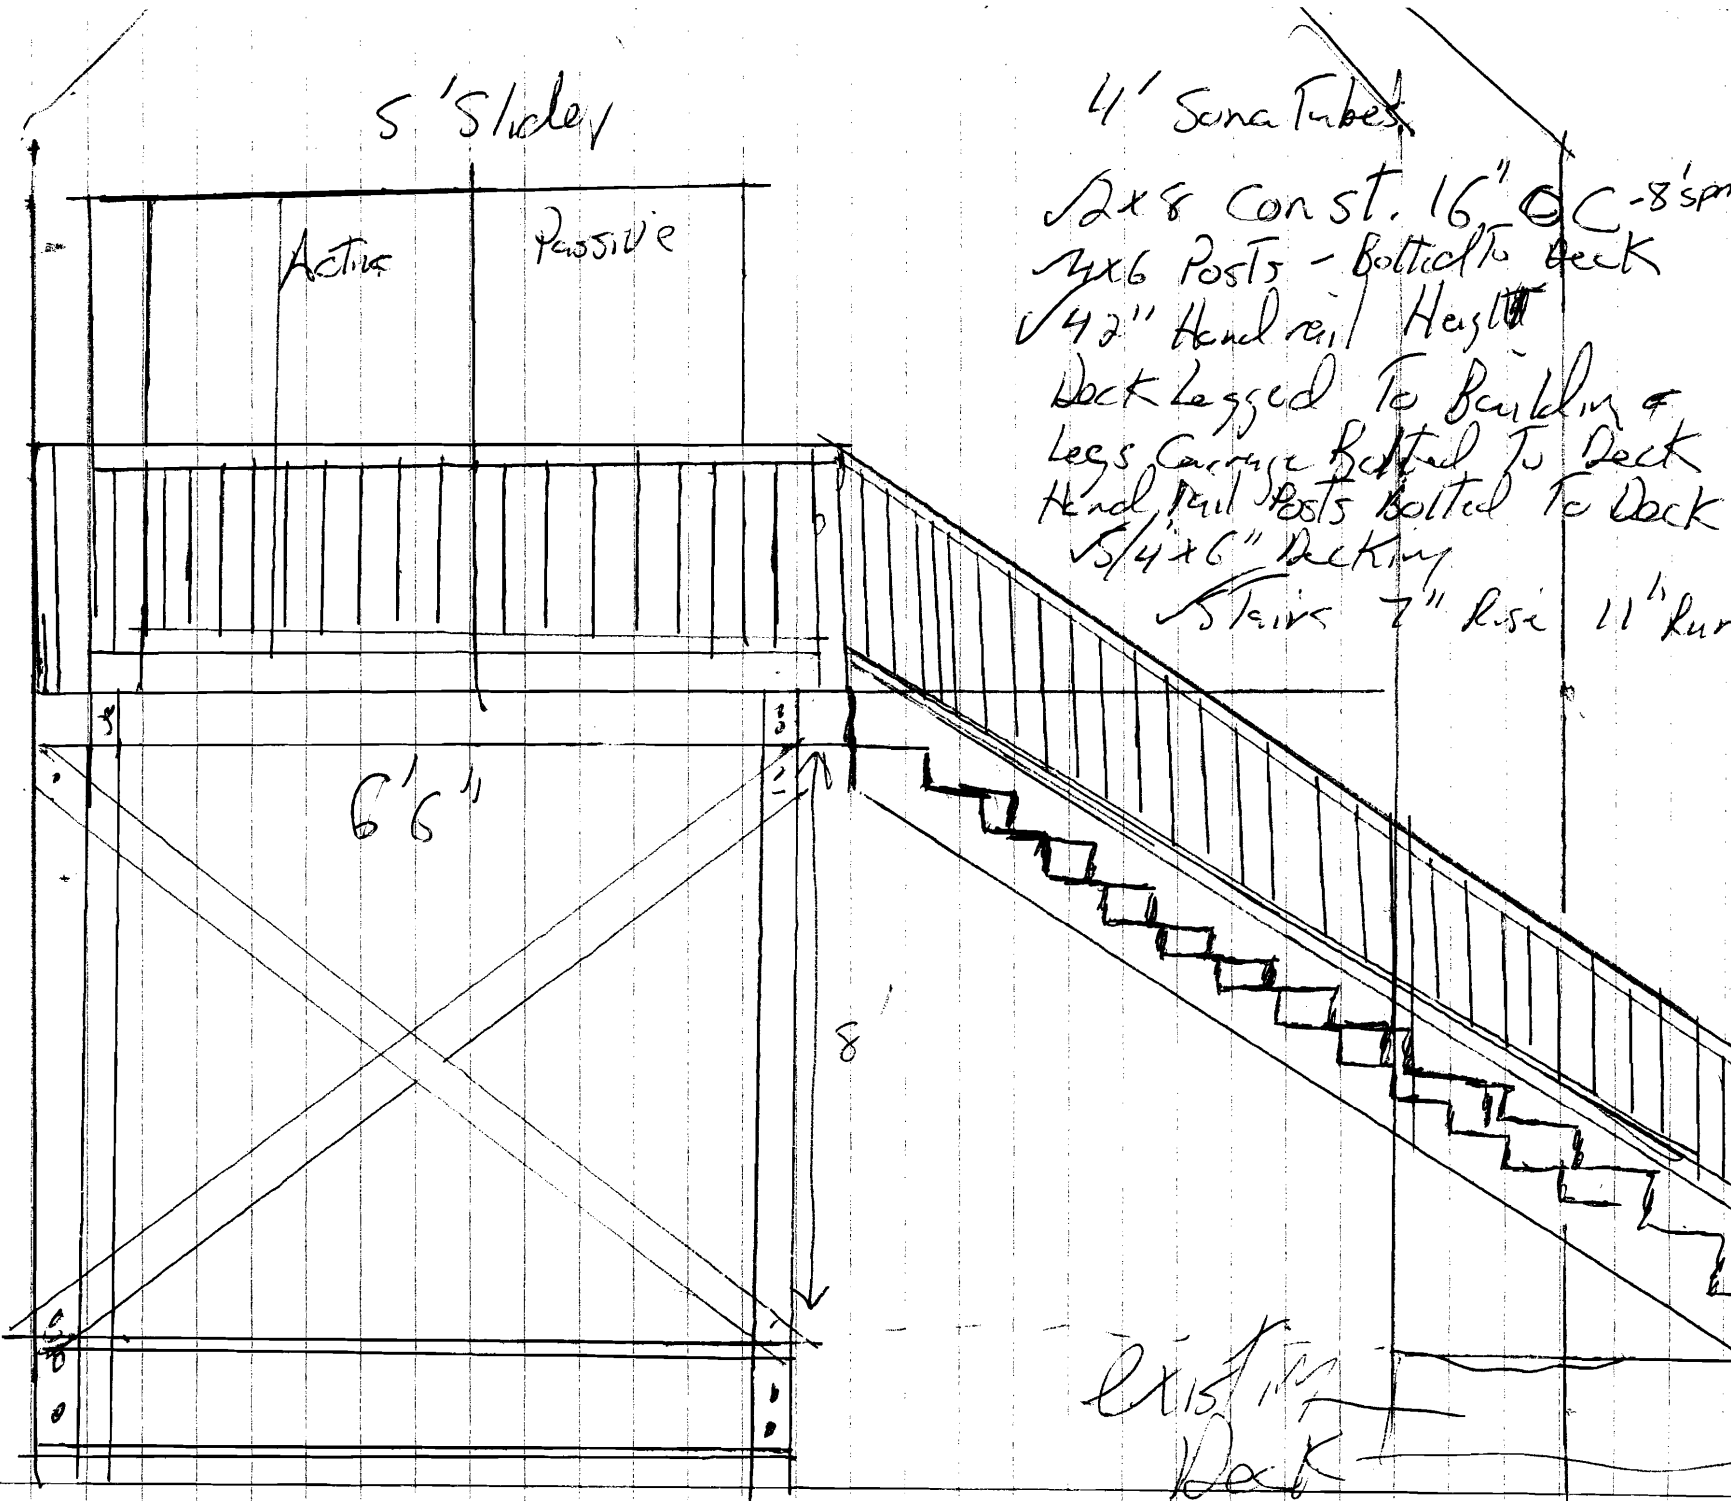 5' Slider
4' Sona Tubes
Active
Passive
√2x8 Const. 16" OC - 8' span
√4x6 Posts - Bolted To Deck
√42" Hand rail Height
Deck Lagged To Building &
Legs Carriage Bolted To Deck
Hand Rail Posts Bolted To Deck
√5/4"x6" Decking
√Stairs 7" Rise 11" Run
6'6"
8'
existing
Deck